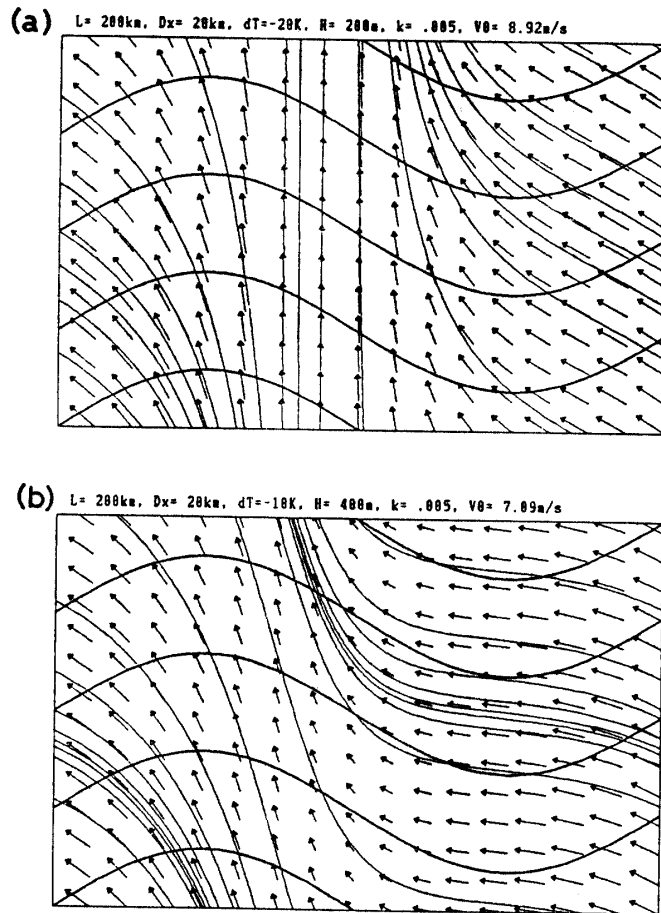 (a) L= 200km, Dx= 20km, dT=-20K, H= 200m, k= .005, V0= 8.92m/s
(b) L= 200km, Dx= 20km, dT=-10K, H= 400m, k= .005, V0= 7.09m/s